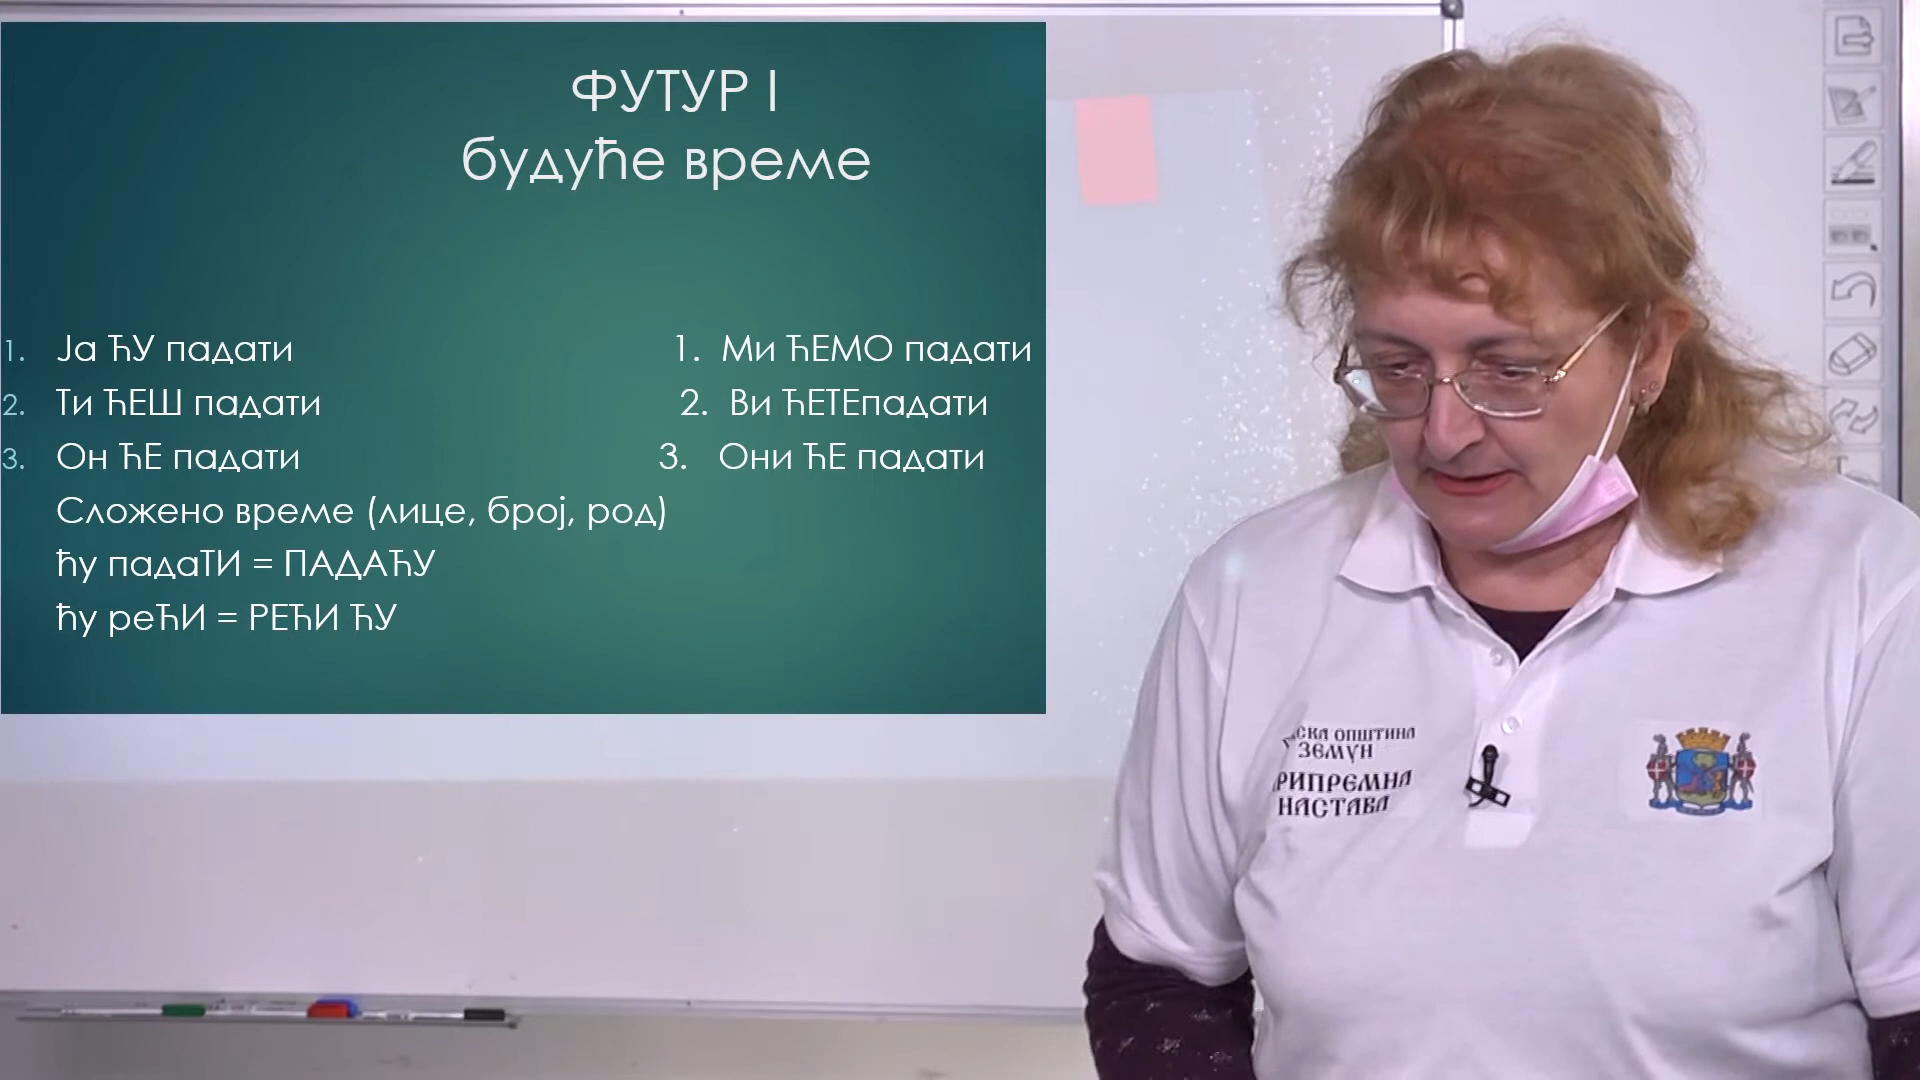 ФУТУР I
будуће време
1. Ја ЋУ падати 1. Ми ЋЕМО падати
2. Ти ЋЕШ падати 2. Ви ЋЕТЕпадати
3. Он ЋЕ падати 3. Они ЋЕ падати
Сложено време (лице, број, род)
ћу падаТИ = ПАДАЋУ
ћу реЋИ = РЕЋИ ЋУ
ОПШТИНА
ЗЕМУН
НАСТАВА